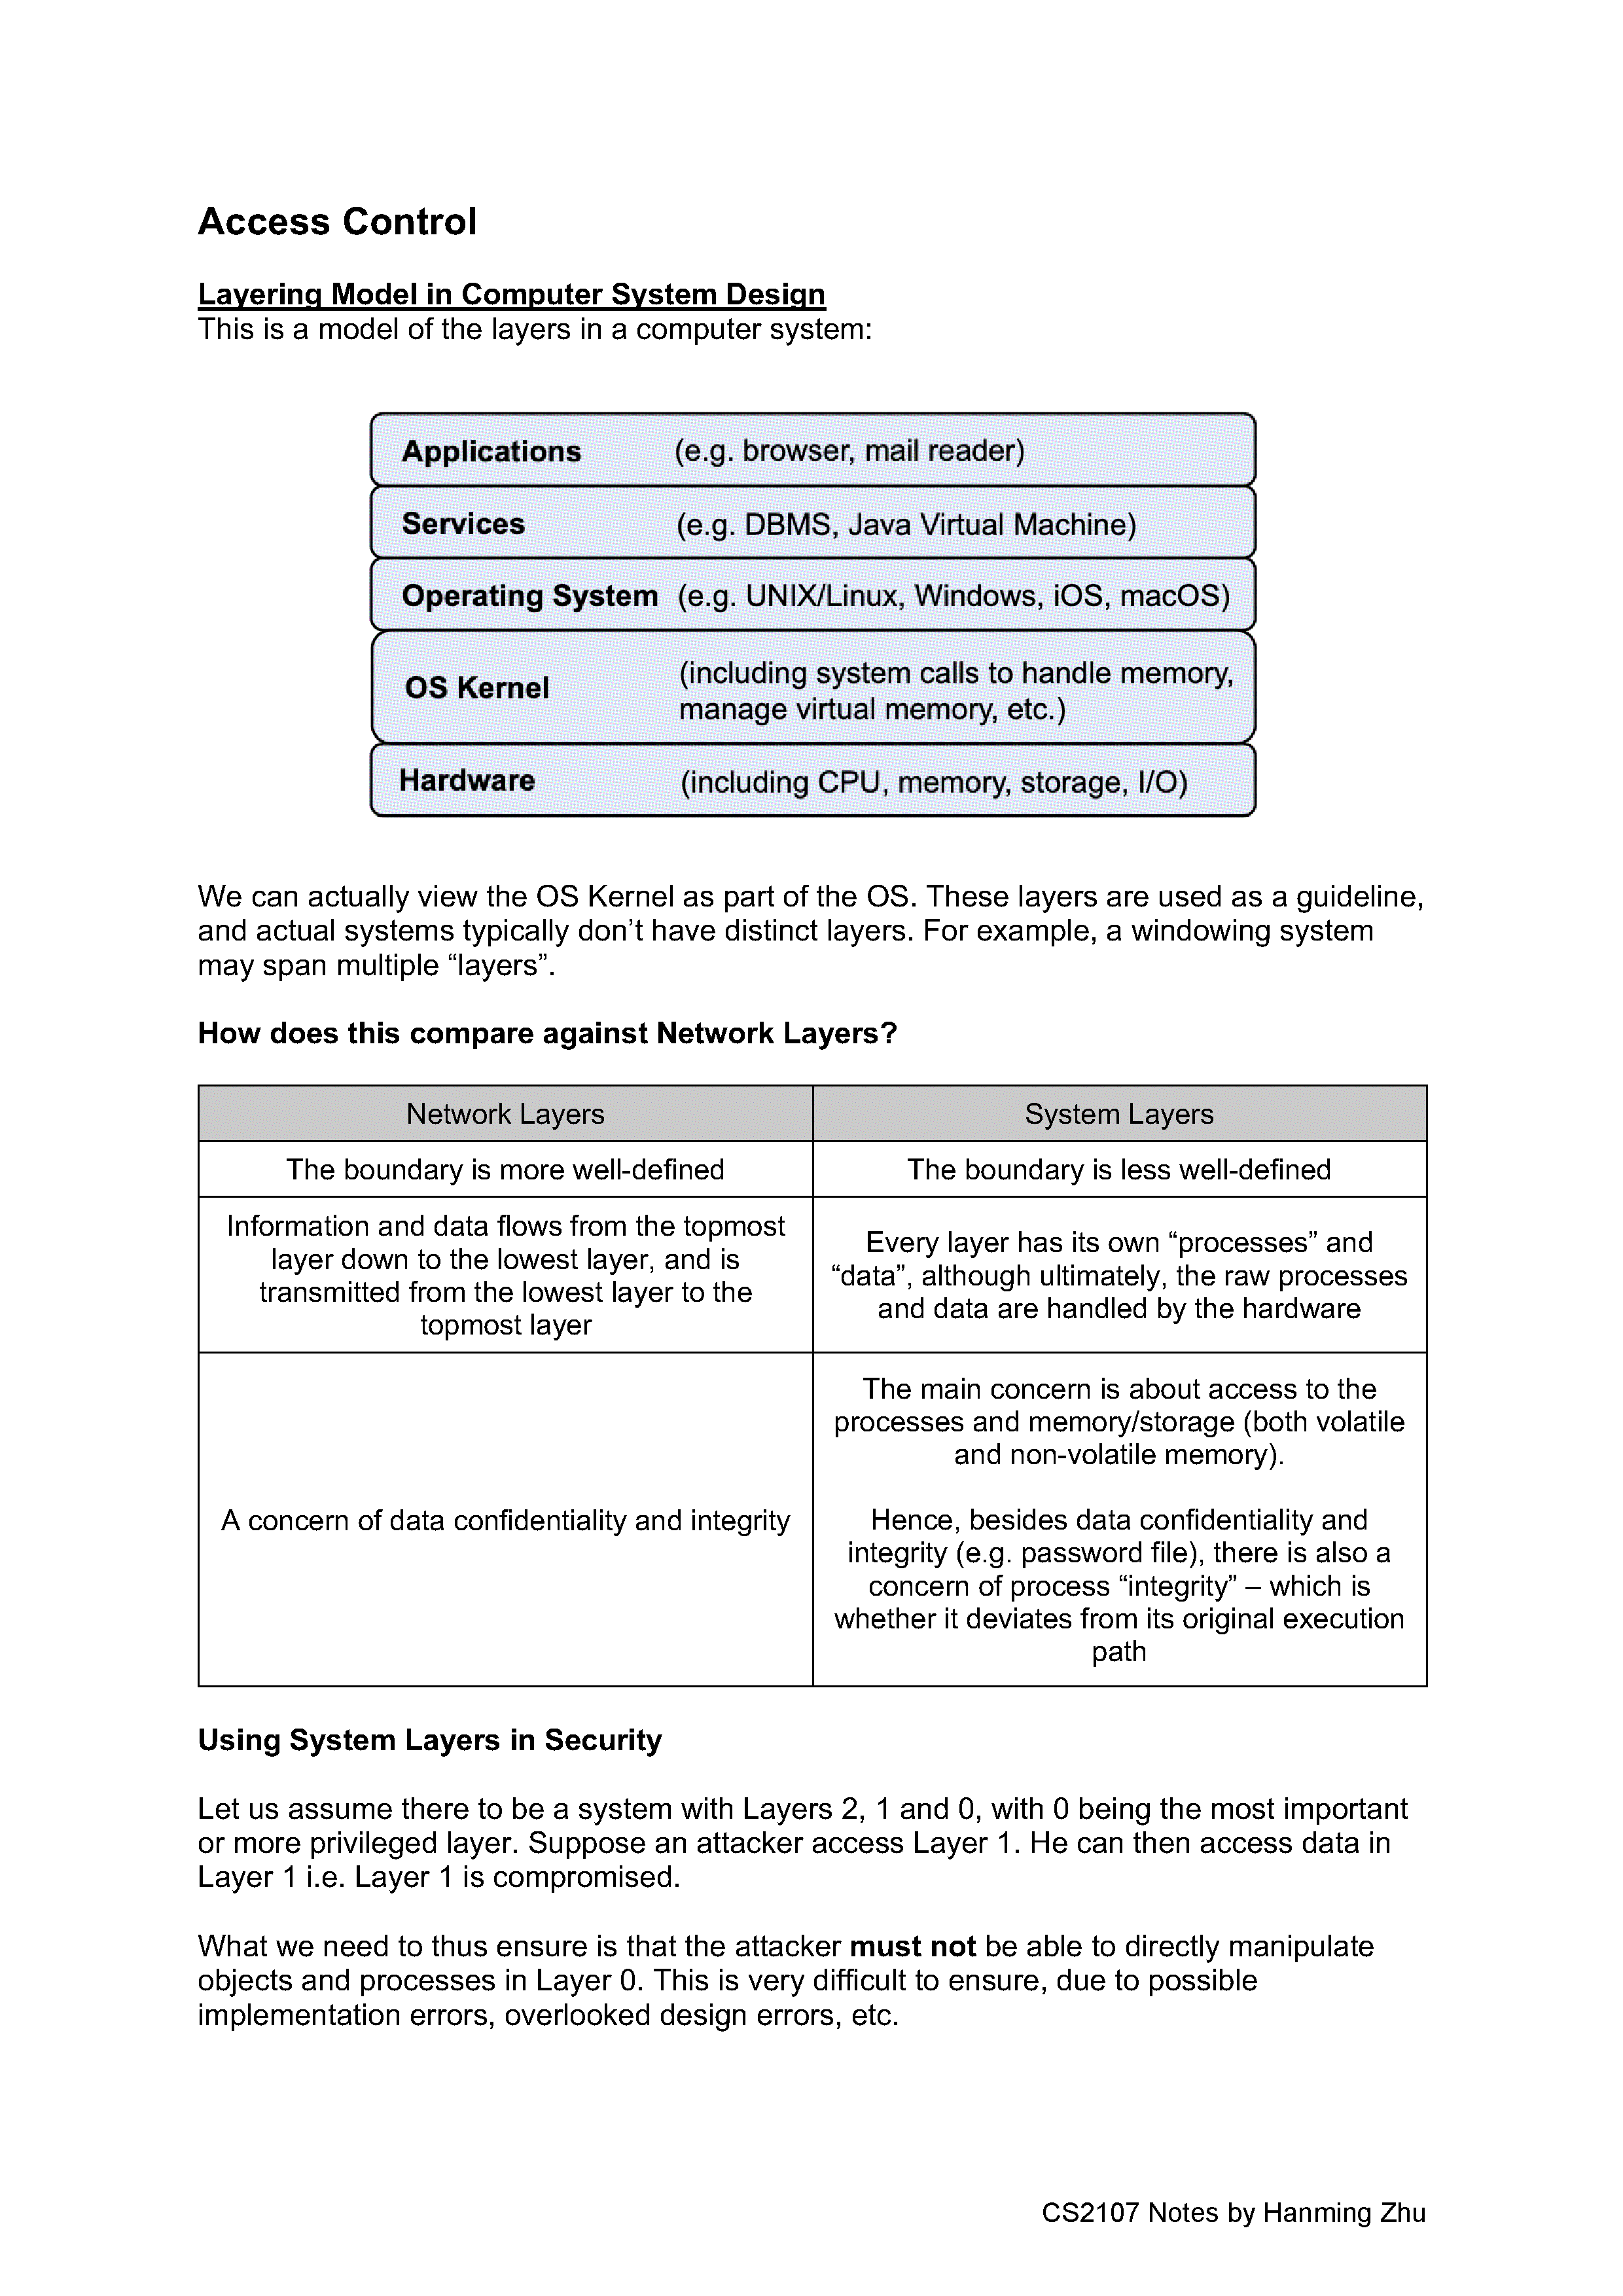 Access Control
Layering Model in Computer System Design
This is a model of the layers in a computer system:
Applications (e.g. browser, mail reader)
Services (e.g. DBMS, Java Virtual Machine)
Operating System (e.g. UNIX/Linux, Windows, iOS, macOS)
OS Kernel (including system calls to handle memory,
manage virtual memory, etc.)
Hardware (including CPU, memory, storage, I/O)
We can actually view the OS Kernel as part of the OS. These layers are used as a guideline,
and actual systems typically don’t have distinct layers. For example, a windowing system
may span multiple “layers”.
How does this compare against Network Layers?
Network Layers
System Layers
The boundary is more well-defined
The boundary is less well-defined
Information and data flows from the topmost
layer down to the lowest layer, and is
transmitted from the lowest layer to the
topmost layer
Every layer has its own “processes” and
“data”, although ultimately, the raw processes
and data are handled by the hardware
A concern of data confidentiality and integrity
The main concern is about access to the
processes and memory/storage (both volatile
and non-volatile memory).
Hence, besides data confidentiality and
integrity (e.g. password file), there is also a
concern of process “integrity” – which is
whether it deviates from its original execution
path
Using System Layers in Security
Let us assume there to be a system with Layers 2, 1 and 0, with 0 being the most important
or more privileged layer. Suppose an attacker access Layer 1. He can then access data in
Layer 1 i.e. Layer 1 is compromised.
What we need to thus ensure is that the attacker must not be able to directly manipulate
objects and processes in Layer 0. This is very difficult to ensure, due to possible
implementation errors, overlooked design errors, etc.
CS2107 Notes by Hanming Zhu